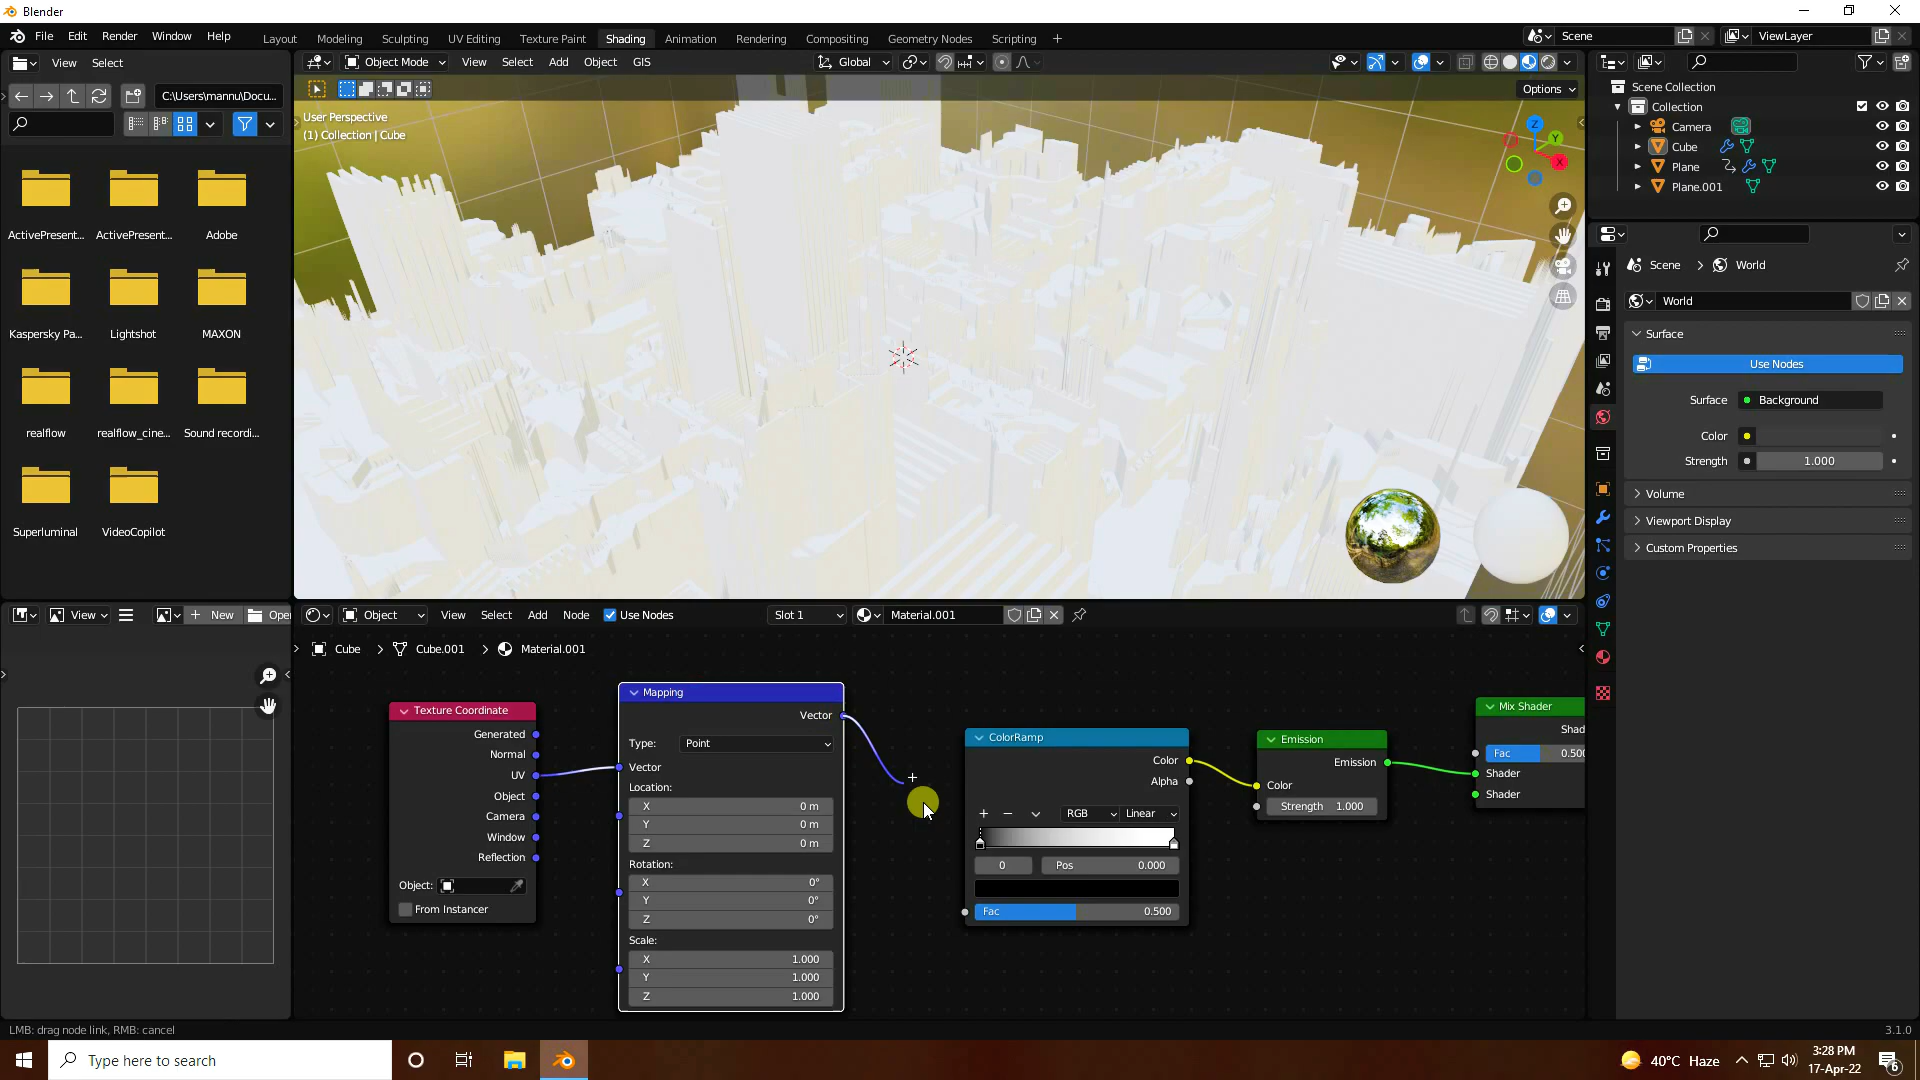 Blender
File Edit Render Window Help Layout Modeling Sculpting UV Editing Texture Paint Shading Animation Rendering Compositing Geometry Nodes Scripting + Scene ViewLayer
View Select Object Mode View Select Add Object GIS Global
C:\Users\mannu\Docu... Options
User Perspective
(1) Collection | Cube
ActivePresent... ActivePresent... Adobe
Kaspersky Pa... Lightshot MAXON
realflow realflow_cine... Sound recordi...
Superluminal VideoCopilot
Z
Y
X
Scene Collection
Collection
Camera
Cube
Plane
Plane.001
Scene > World
World
Surface
Use Nodes
Surface Background
Color
Strength 1.000
Volume
Viewport Display
Custom Properties
View + New Open
Object View Select Add Node Use Nodes Slot 1 Material.001
Cube > Cube.001 > Material.001
Texture Coordinate
Generated
Normal
UV
Object
Camera
Window
Reflection
Object:
From Instancer
Mapping
Vector
Type: Point
Vector
Location:
X 0 m
Y 0 m
Z 0 m
Rotation:
X 0°
Y 0°
Z 0°
Scale:
X 1.000
Y 1.000
Z 1.000
ColorRamp
Color
Alpha
+ − RGB Linear
0 Pos 0.000
Fac 0.500
Emission
Emission
Color
Strength 1.000
Mix Shader
Shad
Fac 0.500
Shader
Shader
LMB: drag node link, RMB: cancel 3.1.0
Type here to search
40°C Haze
3:28 PM
17-Apr-22
6